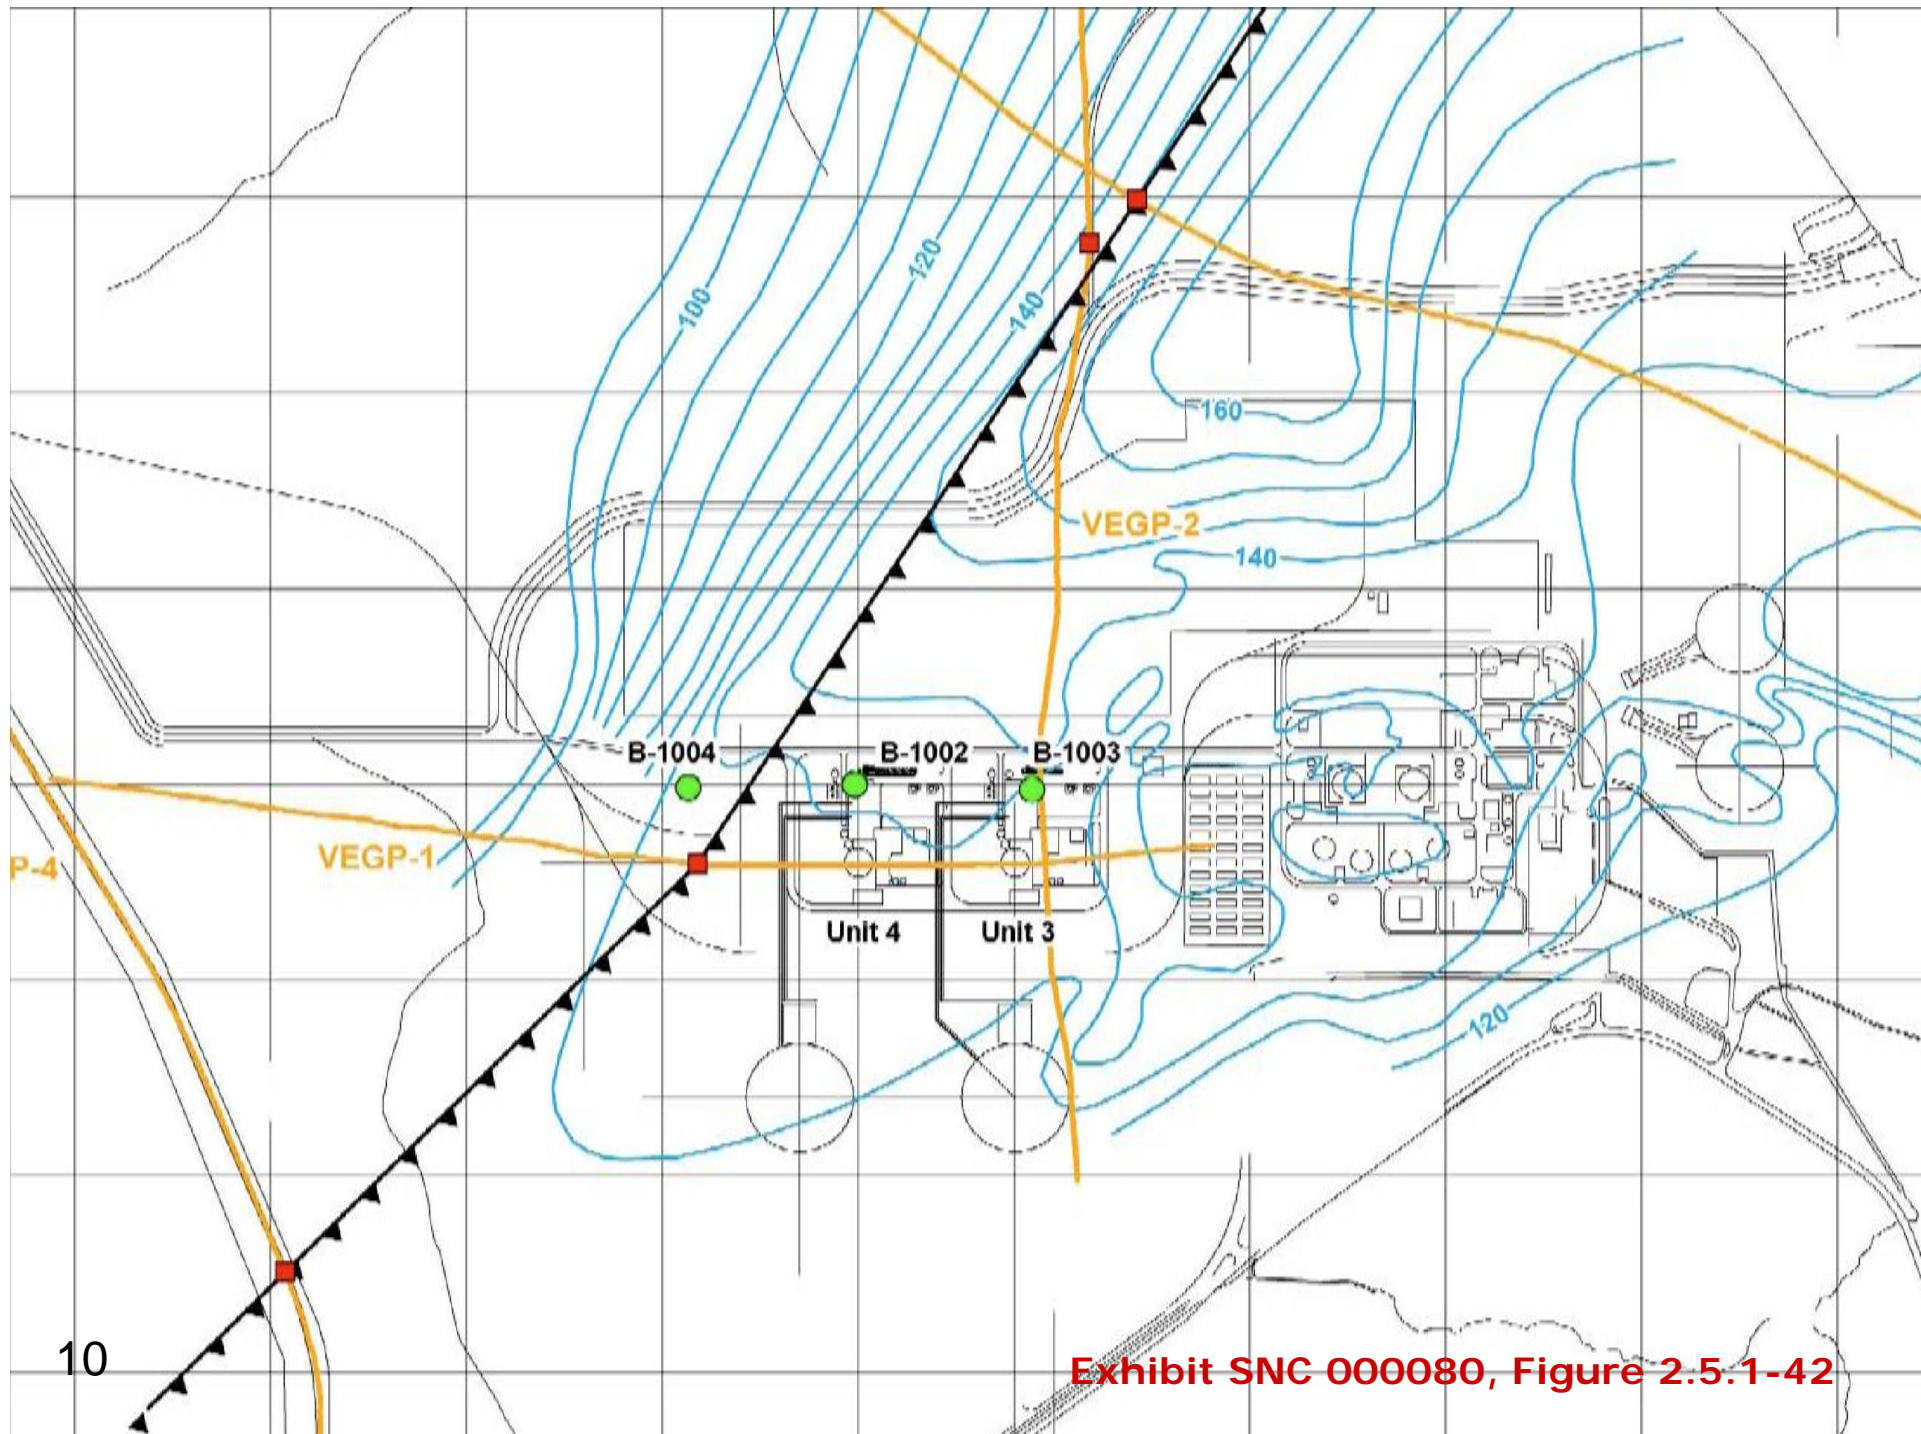 120
100
140
160
VEGP-2
140
B-1004
B-1002
B-1003
VEGP-1
P-4
Unit 4
Unit 3
120
10
Exhibit SNC 000080, Figure 2.5.1-42